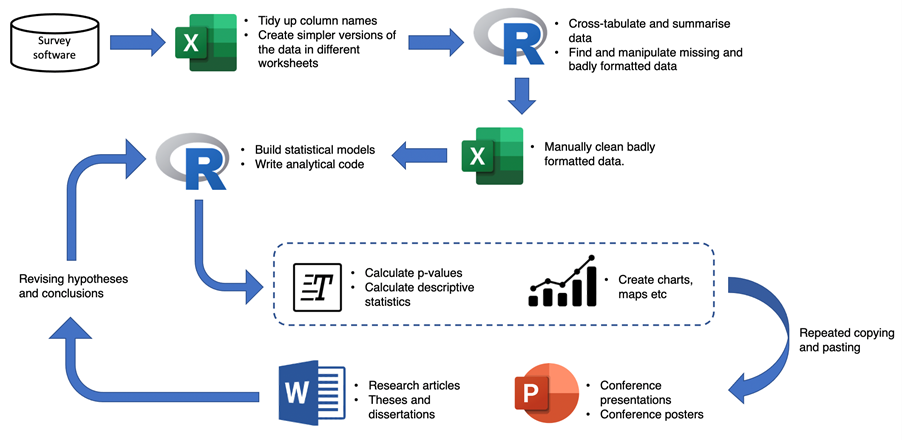 Survey
software
X
• Tidy up column names
• Create simpler versions of
the data in different
worksheets
R
• Cross-tabulate and summarise
data
• Find and manipulate missing and
badly formatted data
R
• Build statistical models
• Write analytical code
X
• Manually clean badly
formatted data.
Revising hypotheses
and conclusions
T
• Calculate p-values
• Calculate descriptive
statistics
• Create charts,
maps etc
Repeated copying
and pasting
W
• Research articles
• Theses and
dissertations
P
• Conference
presentations
• Conference posters